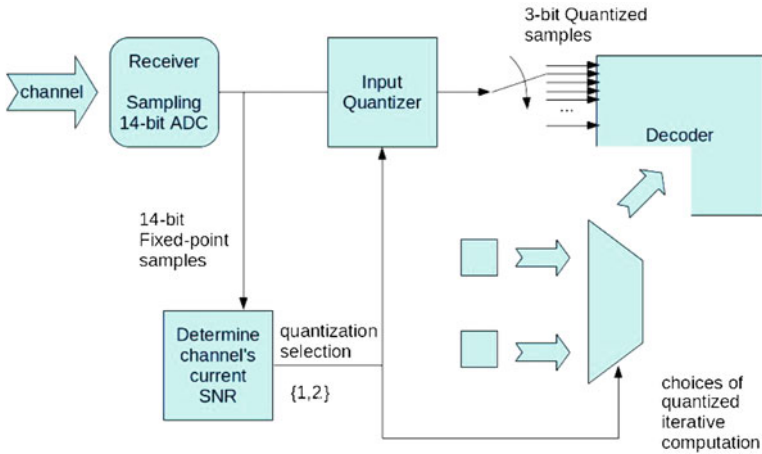 channel
Receiver
Sampling
14-bit ADC
Input
Quantizer
3-bit Quantized
samples
...
Decoder
14-bit
Fixed-point
samples
Determine
channel's
current
SNR
quantization
selection
{1,2}
choices of
quantized
iterative
computation